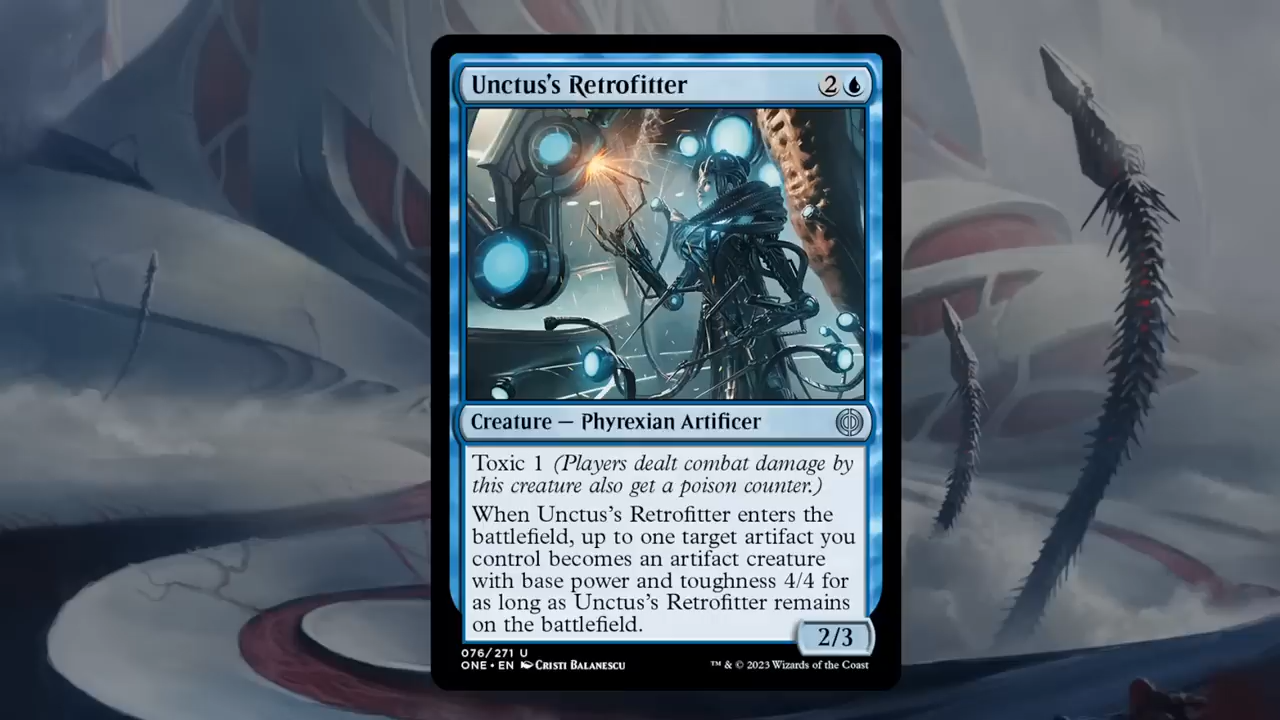 Unctus's Retrofitter 2
Creature — Phyrexian Artificer
Toxic 1 (Players dealt combat damage by
this creature also get a poison counter.)
When Unctus's Retrofitter enters the
battlefield, up to one target artifact you
control becomes an artifact creature
with base power and toughness 4/4 for
as long as Unctus's Retrofitter remains
on the battlefield.
2/3
076/271 U
ONE • EN Cristi Balanescu
™ & © 2023 Wizards of the Coast